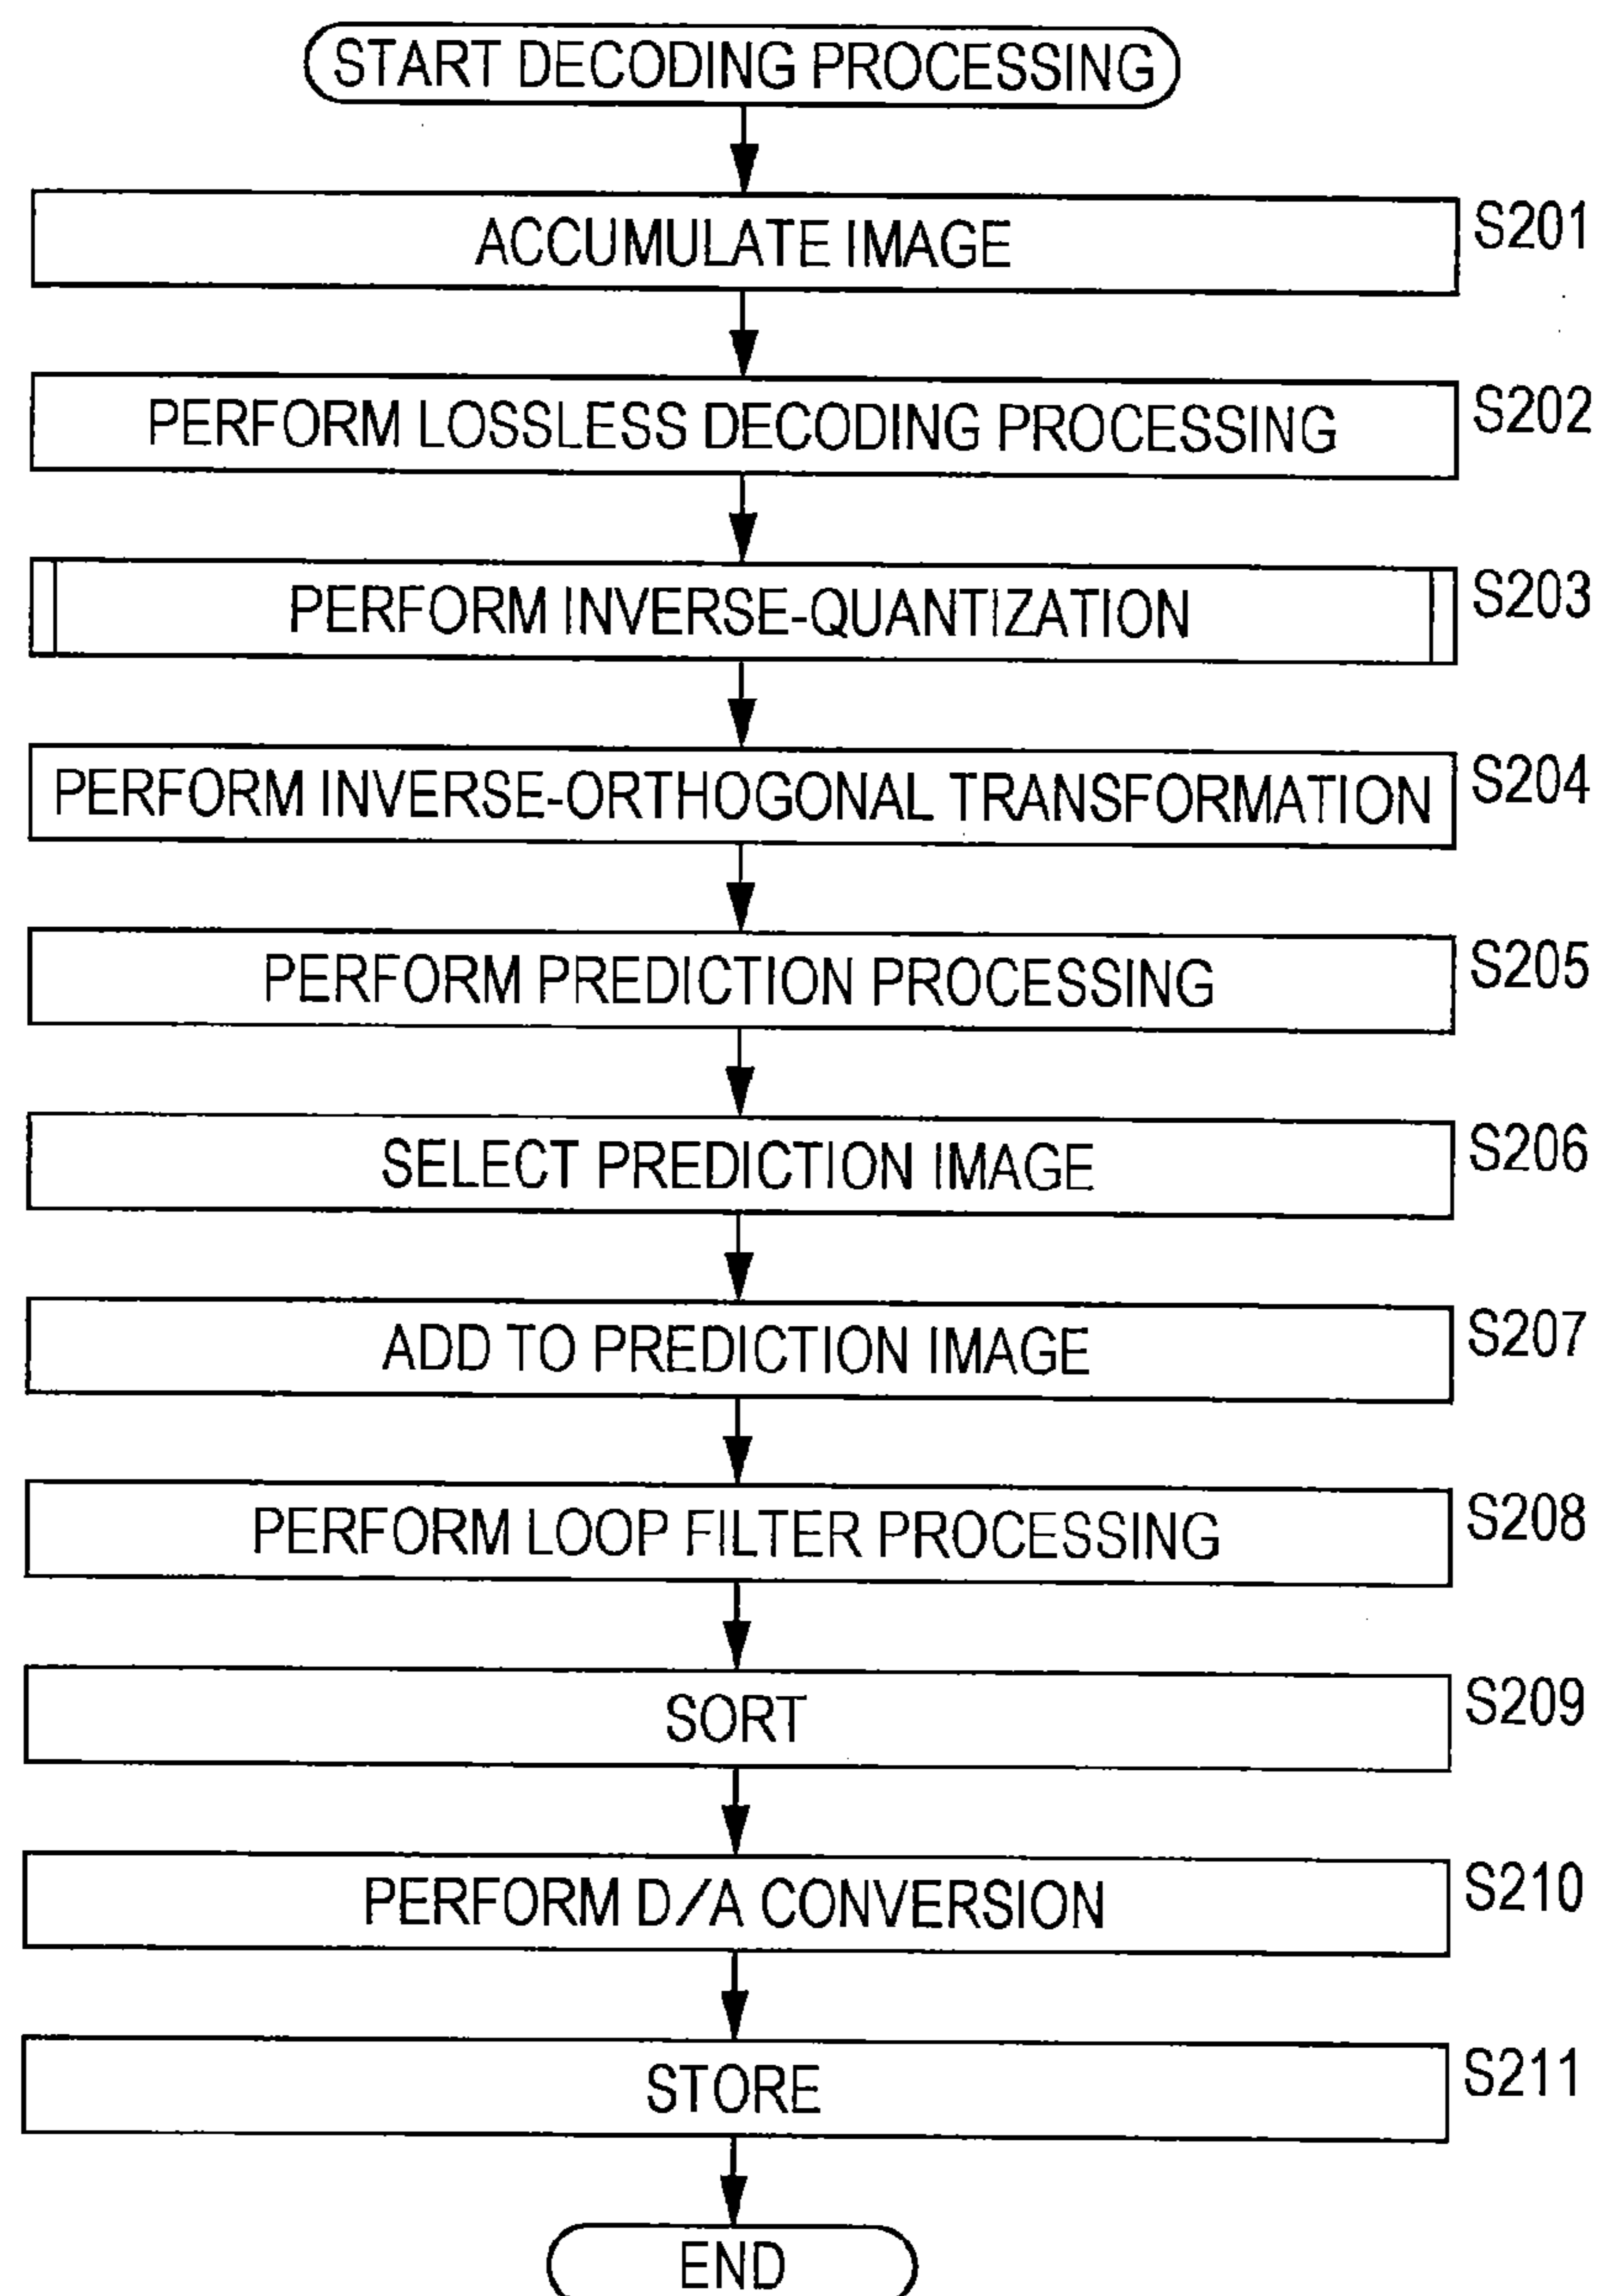 START DECODING PROCESSING
ACCUMULATE IMAGE S201
PERFORM LOSSLESS DECODING PROCESSING S202
PERFORM INVERSE-QUANTIZATION S203
PERFORM INVERSE-ORTHOGONAL TRANSFORMATION S204
PERFORM PREDICTION PROCESSING S205
SELECT PREDICTION IMAGE S206
ADD TO PREDICTION IMAGE S207
PERFORM LOOP FILTER PROCESSING S208
SORT S209
PERFORM D/A CONVERSION S210
STORE S211
END